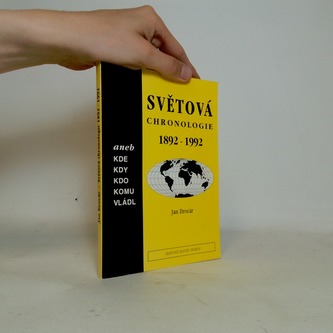 SVĚTOVÁ
CHRONOLOGIE
1892 - 1992
aneb
KDE
KDY
KDO
KOMU
VLÁDL